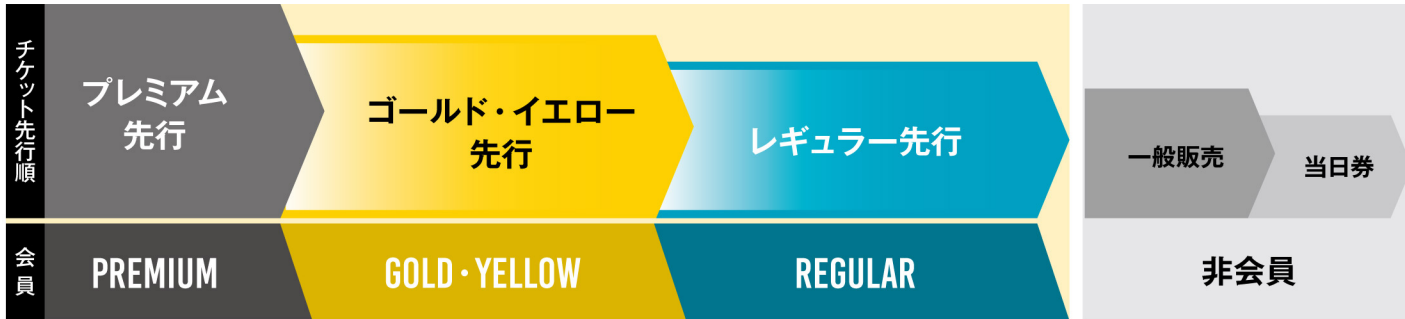 チケット先行順
プレミアム
先行
ゴールド・イエロー
先行
レギュラー先行
一般販売
当日券
会員
PREMIUM
GOLD・YELLOW
REGULAR
非会員